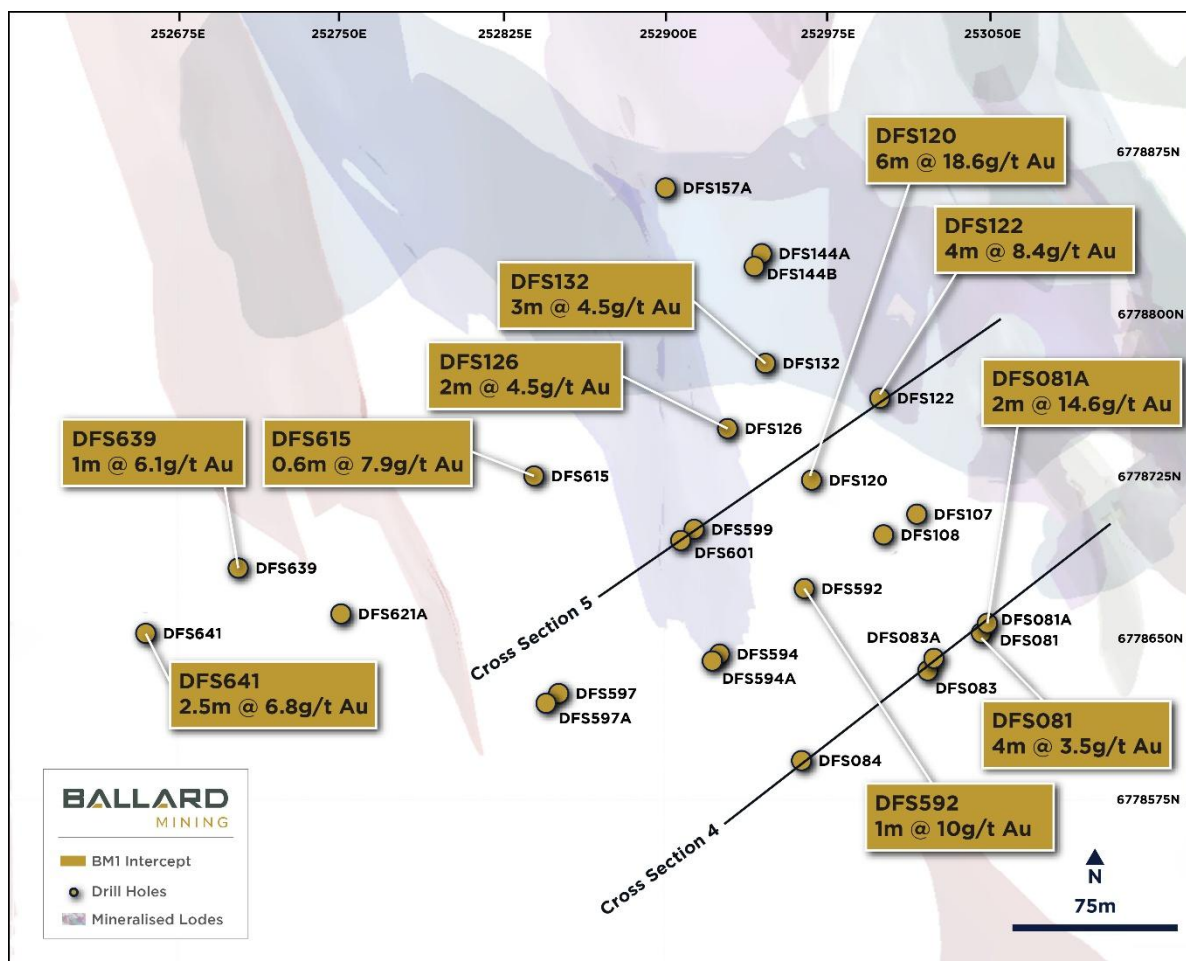 252675E
252750E
252825E
252900E
252975E
253050E
6778875N
6778800N
6778725N
6778650N
6778575N
DFS120
6m @ 18.6g/t Au
DFS157A
DFS122
4m @ 8.4g/t Au
DFS144A
DFS144B
DFS132
3m @ 4.5g/t Au
DFS132
DFS126
2m @ 4.5g/t Au
DFS081A
2m @ 14.6g/t Au
DFS122
DFS126
DFS639
1m @ 6.1g/t Au
DFS615
0.6m @ 7.9g/t Au
DFS615
DFS120
DFS107
DFS108
DFS599
DFS601
DFS639
DFS592
DFS621A
DFS641
Cross Section 5
DFS081A
DFS081
DFS083A
DFS083
DFS594
DFS594A
DFS641
2.5m @ 6.8g/t Au
DFS597
DFS597A
DFS081
4m @ 3.5g/t Au
DFS084
DFS592
1m @ 10g/t Au
Cross Section 4
BALLARD
MINING
BM1 Intercept
Drill Holes
Mineralised Lodes
N
75m